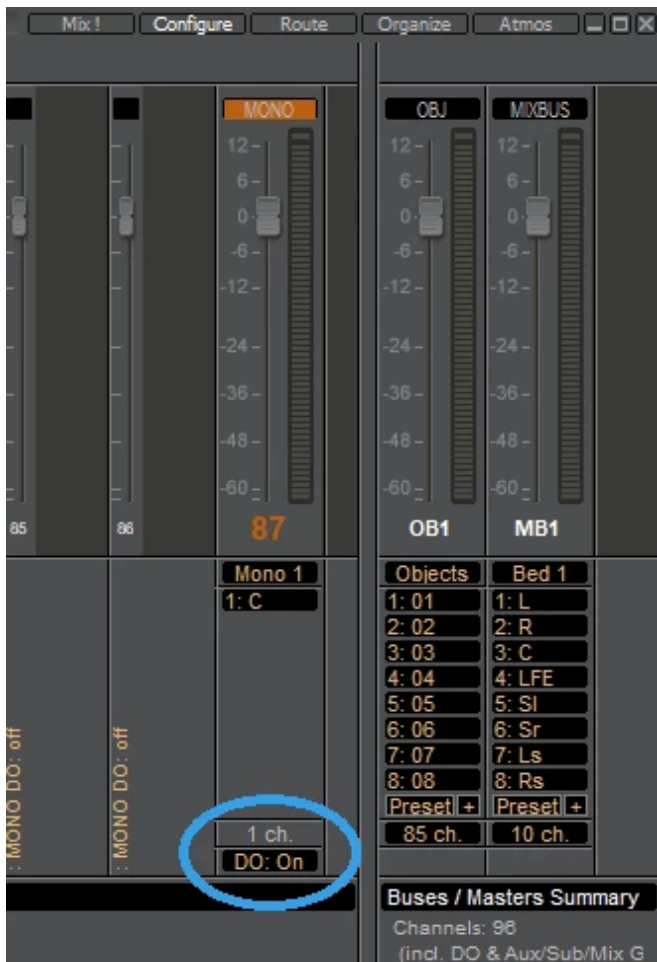 Mix ! Configure Route Organize Atmos
MONO OBJ MIXBUS
12 12 12
6 6 6
0 0 0
-6 -6 -6
-12 -12 -12
-24 -24 -24
-36 -36 -36
-48 -48 -48
-60 -60 -60
85 86 87 OB1 MB1
Mono 1 Objects Bed 1
1: C 1: 01 1: L
2: 02 2: R
3: 03 3: C
4: 04 4: LFE
5: 05 5: Sl
6: 06 6: Sr
7: 07 7: Ls
8: 08 8: Rs
Preset + Preset +
1 ch. 85 ch. 10 ch.
DO: On
: MONO DO: off
: MONO DO: off
Buses / Masters Summary
Channels: 96
(incl. DO & Aux/Sub/Mix G